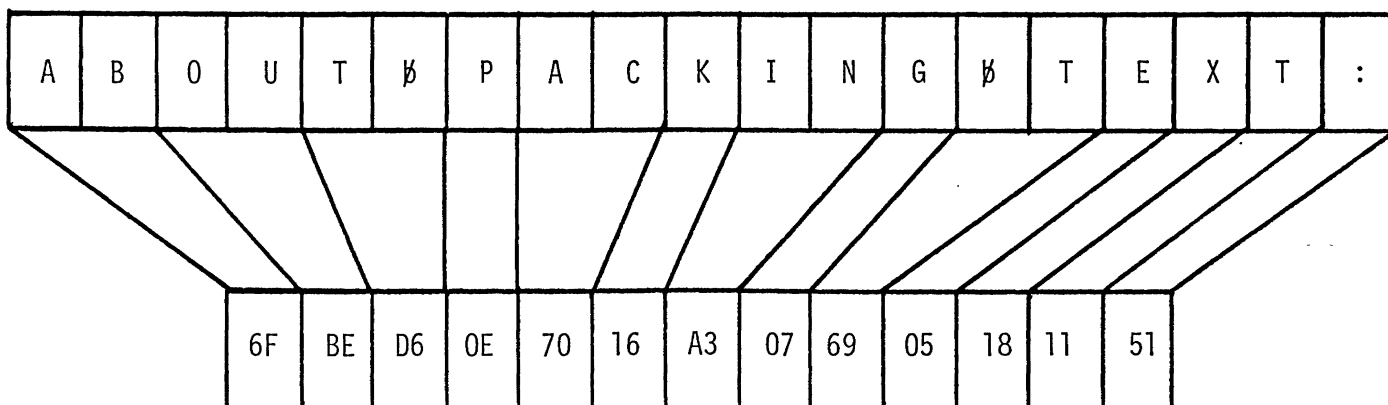 A B O U T ␢ P A C K I N G ␢ T E X T :
6F BE D6 0E 70 16 A3 07 69 05 18 11 51